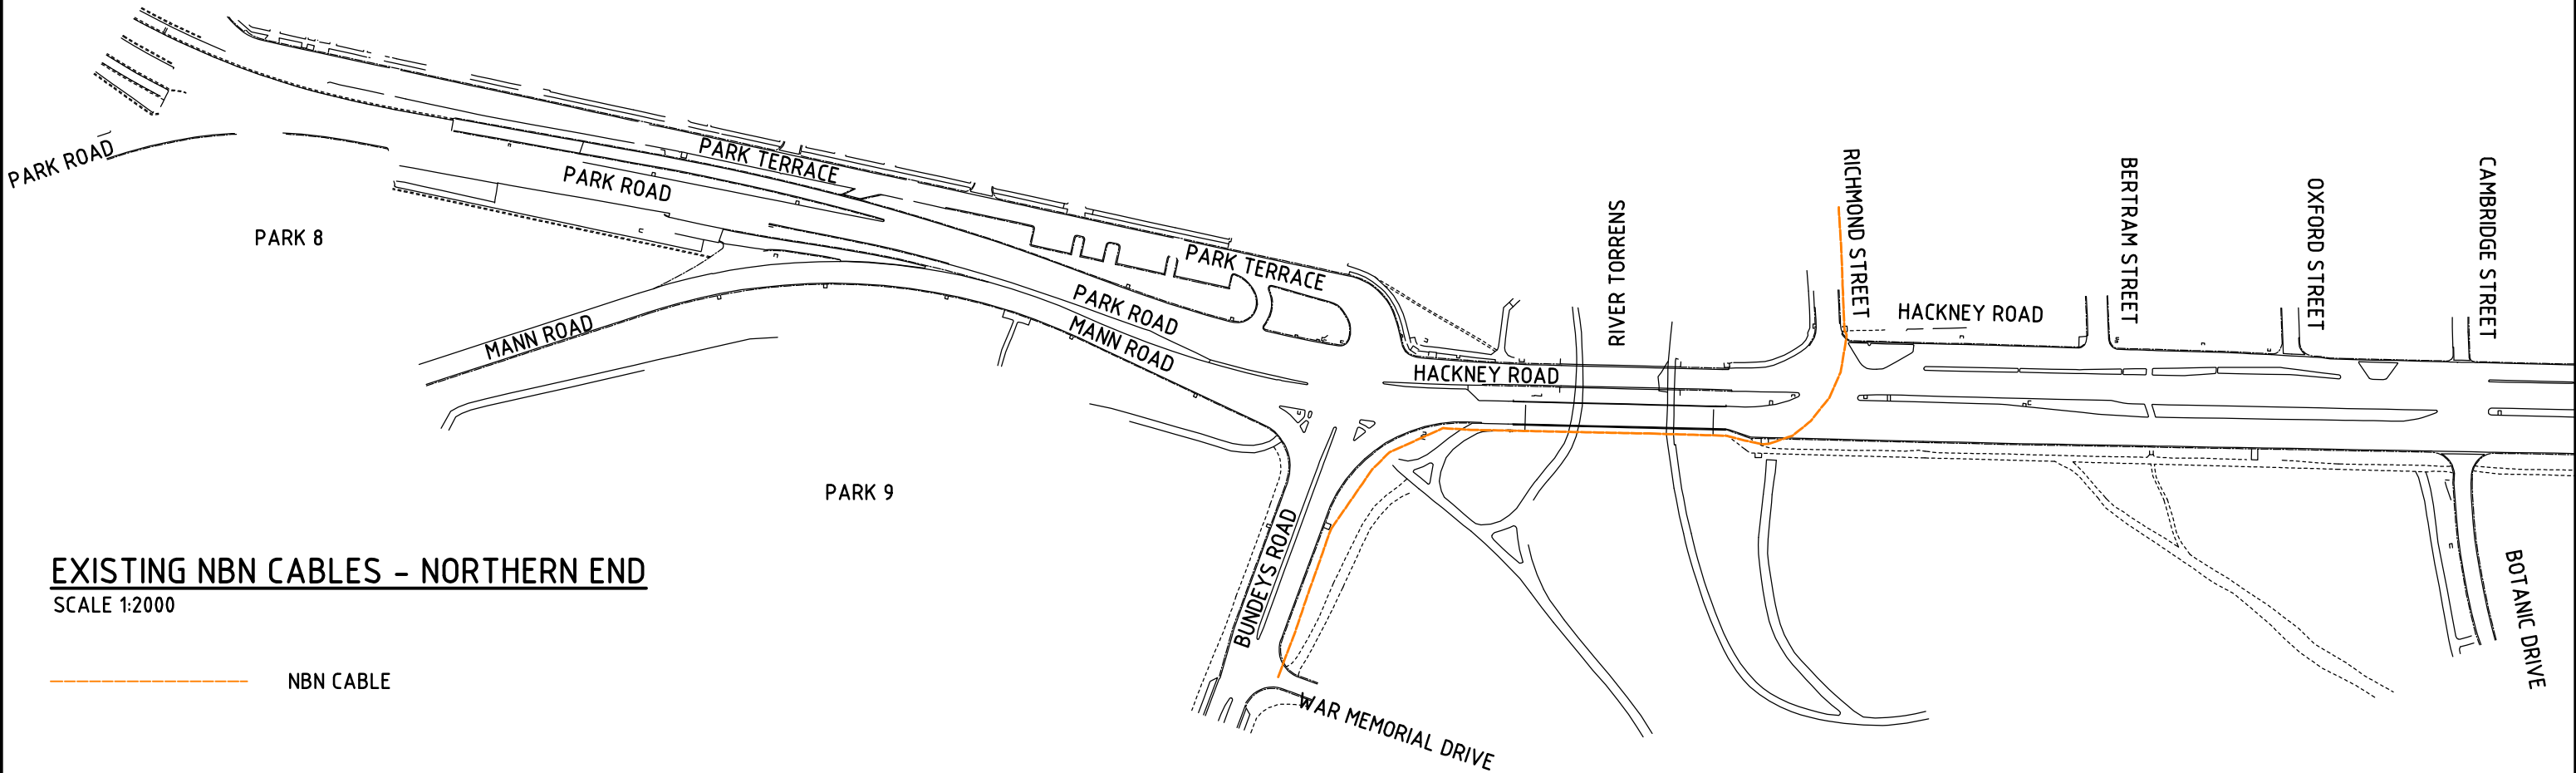 PARK ROAD
PARK 8
PARK TERRACE
PARK ROAD
MANN ROAD
PARK TERRACE
PARK ROAD
MANN ROAD
HACKNEY ROAD
RIVER TORRENS
RICHMOND STREET
HACKNEY ROAD
BERTRAM STREET
OXFORD STREET
CAMBRIDGE STREET
PARK 9
BUNDEYS ROAD
WAR MEMORIAL DRIVE
BOTANIC DRIVE
EXISTING NBN CABLES - NORTHERN END
SCALE 1:2000
NBN CABLE